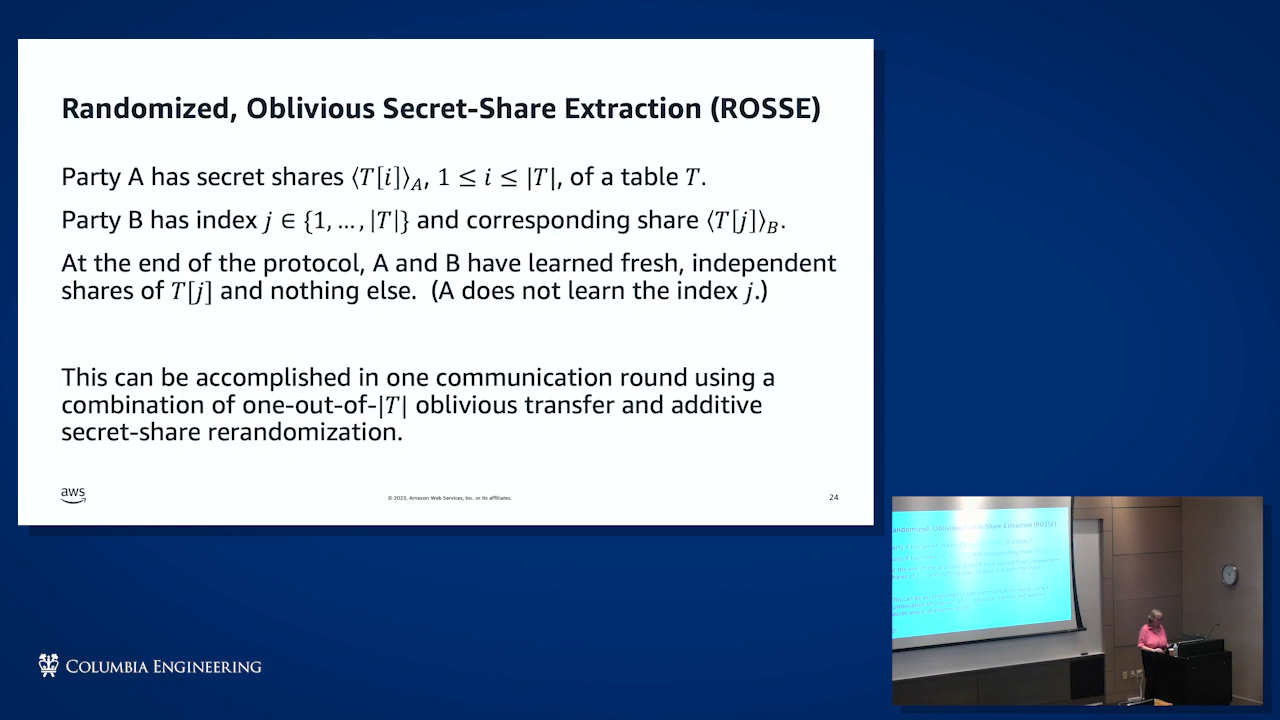 Randomized, Oblivious Secret-Share Extraction (ROSSE)
Party A has secret shares ⟨T[i]⟩_A, 1 ≤ i ≤ |T|, of a table T.
Party B has index j ∈ {1, … , |T|} and corresponding share ⟨T[j]⟩_B.
At the end of the protocol, A and B have learned fresh, independent
shares of T[j] and nothing else. (A does not learn the index j.)
This can be accomplished in one communication round using a
combination of one-out-of-|T| oblivious transfer and additive
secret-share rerandomization.
aws
© 2023, Amazon Web Services, Inc. or its affiliates.
24
COLUMBIA ENGINEERING